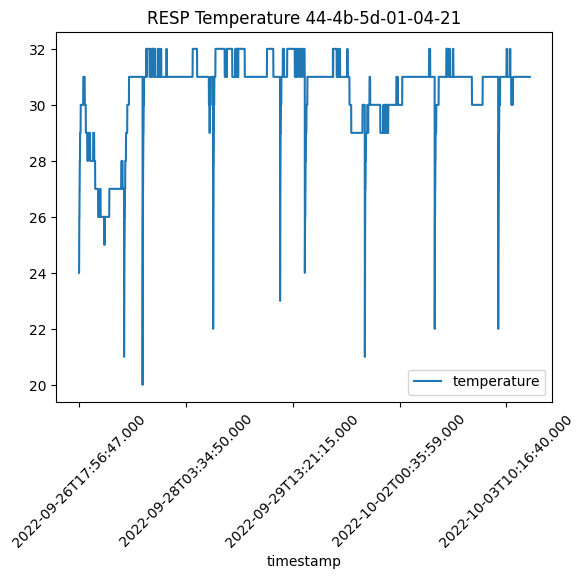 RESP Temperature 44-4b-5d-01-04-21
32
30
28
26
24
22
20
temperature
2022-09-26T17:56:47.000
2022-09-28T03:34:50.000
2022-09-29T13:21:15.000
2022-10-02T00:35:59.000
2022-10-03T10:16:40.000
timestamp